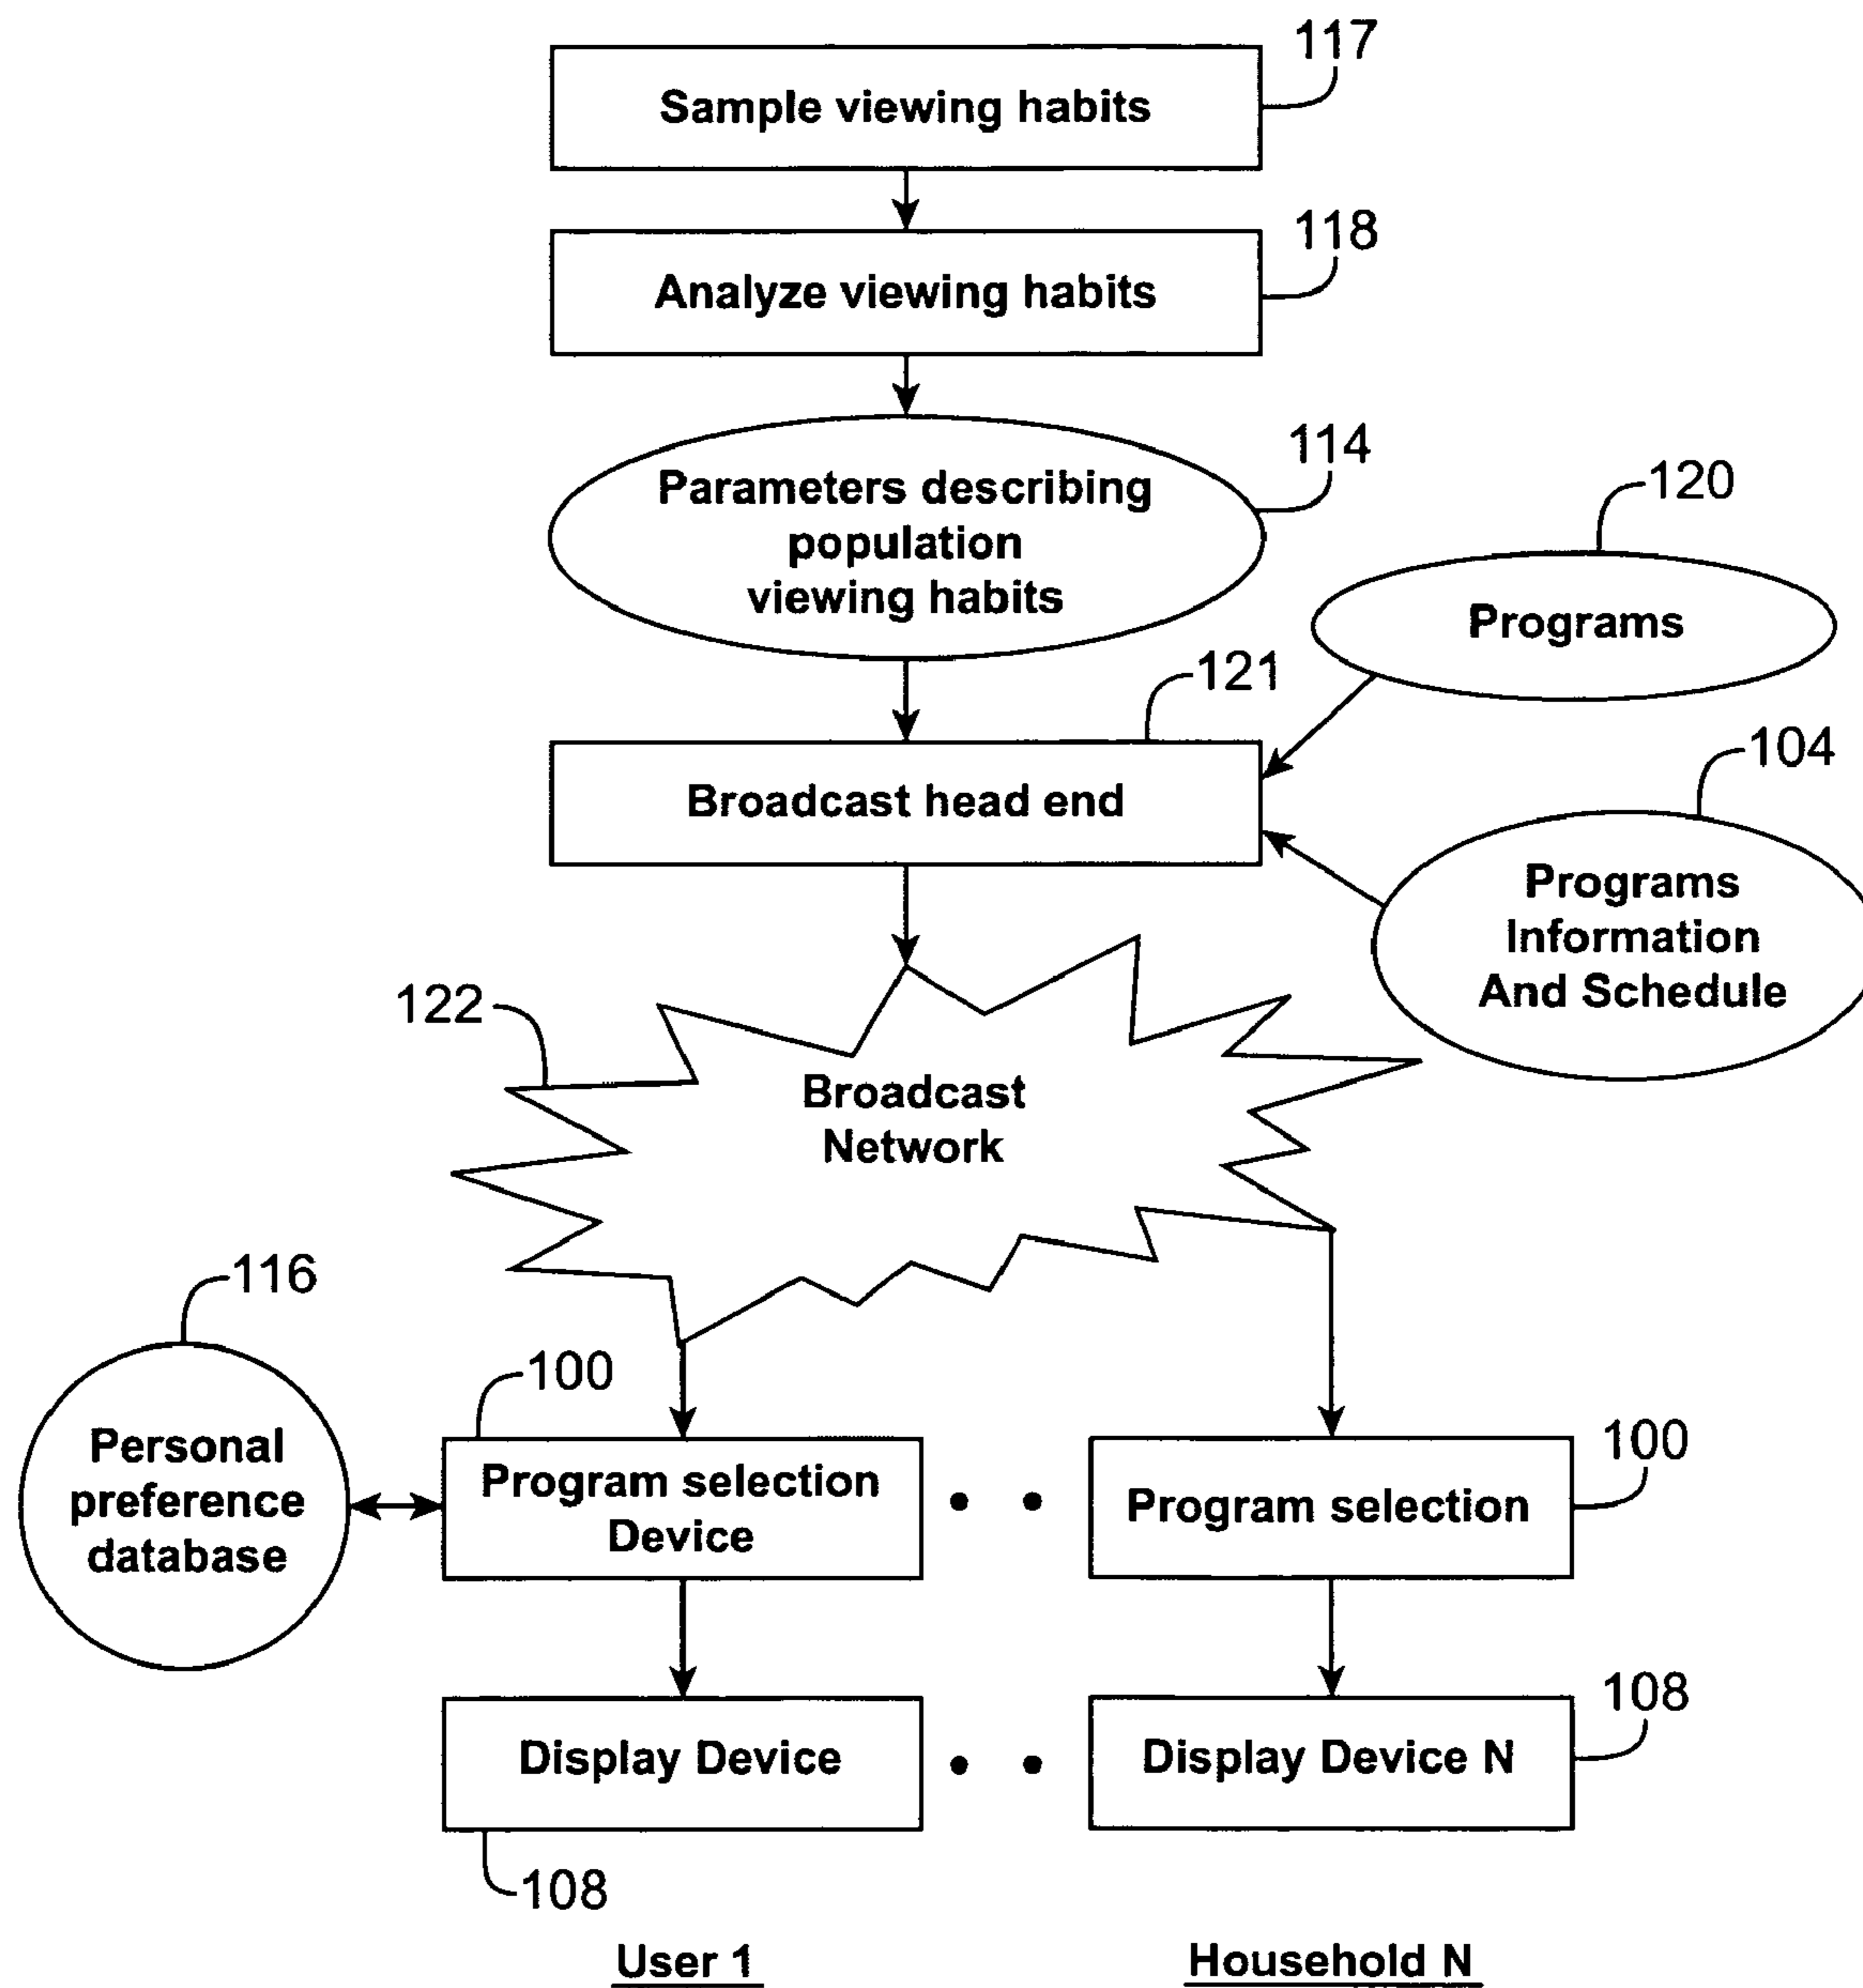 117
Sample viewing habits
118
Analyze viewing habits
114
Parameters describing
population
viewing habits
120
Programs
121
Broadcast head end
104
Programs
Information
And Schedule
122
Broadcast
Network
116
Personal
preference
database
100
Program selection
Device
100
Program selection
108
Display Device
Display Device N
108
User 1
Household N